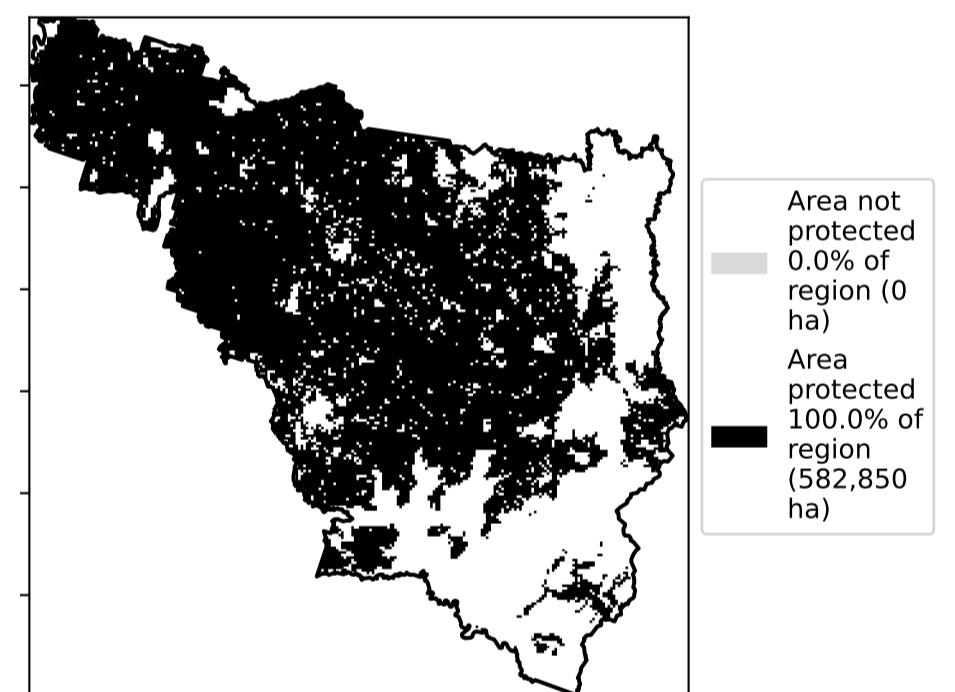 Area not
protected
0.0% of
region (0
ha)
Area
protected
100.0% of
region
(582,850
ha)